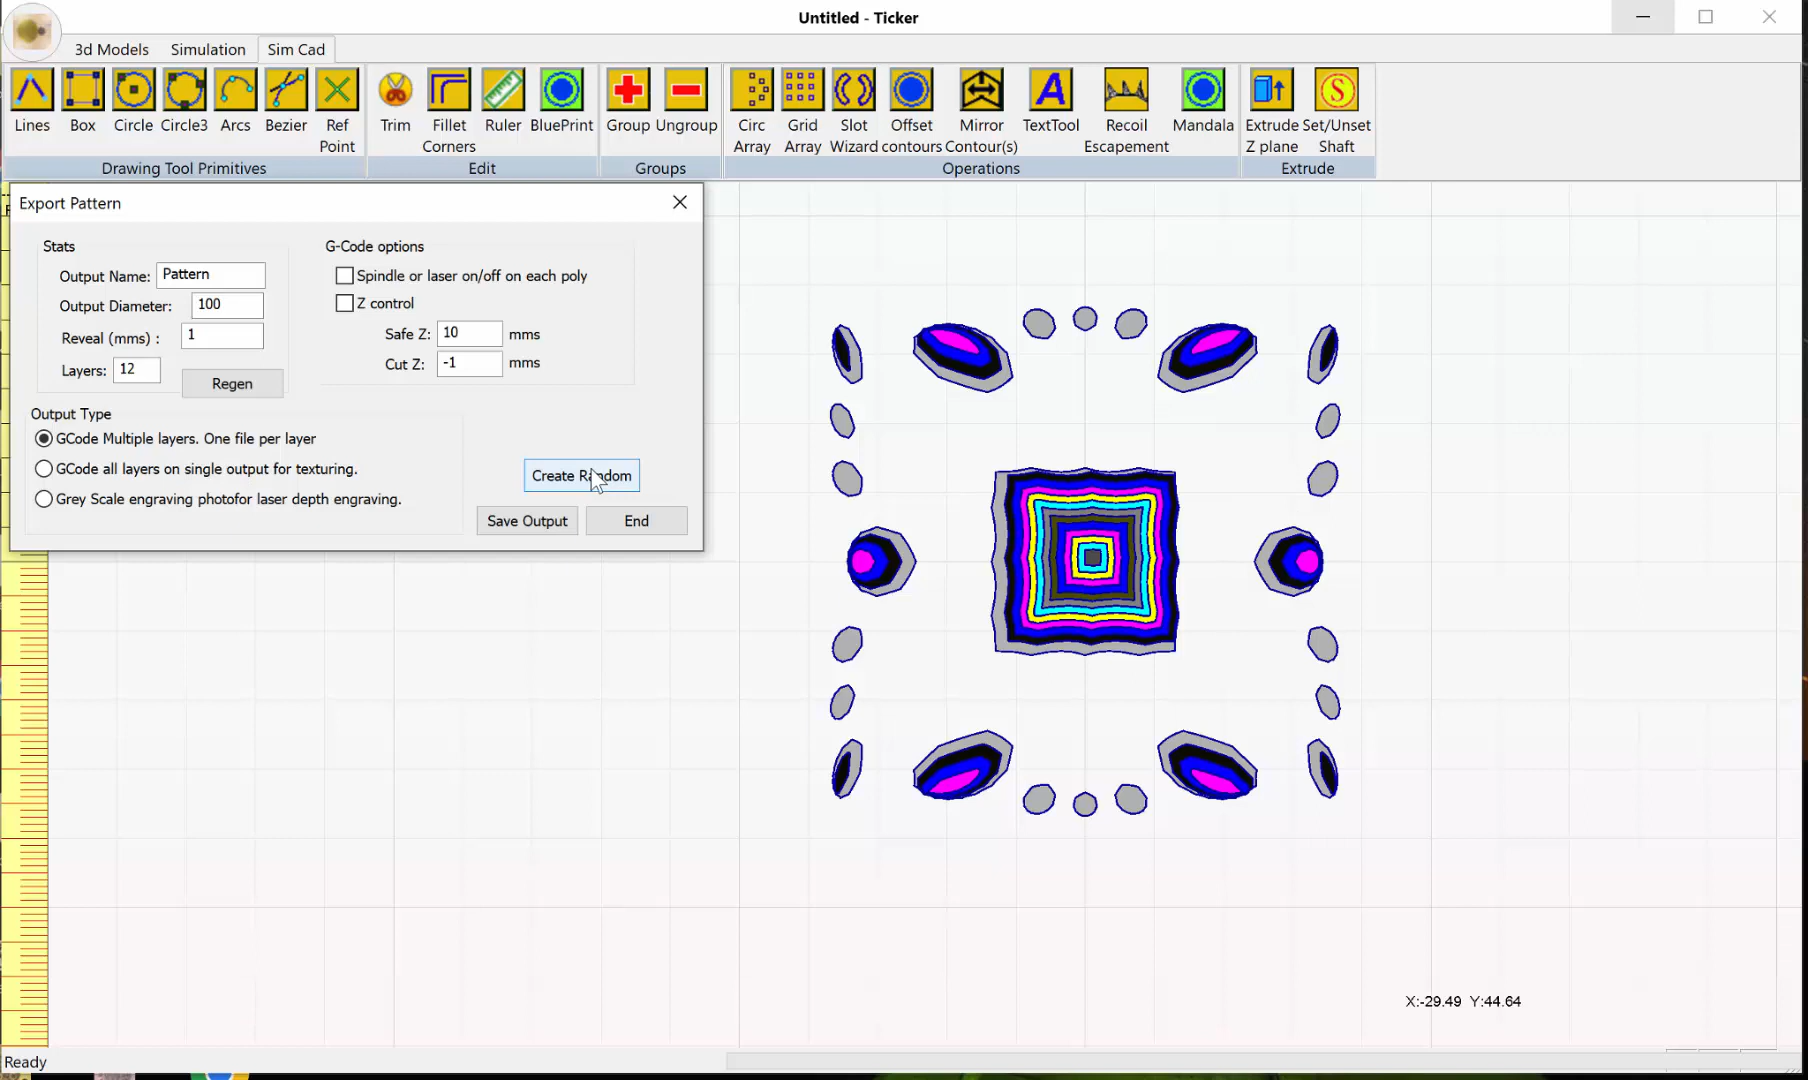 Untitled - Ticker
3d Models Simulation Sim Cad
Lines Box Circle Circle3 Arcs Bezier Ref Point
Trim Fillet Corners Ruler BluePrint
Group Ungroup
Circ Array Grid Array Slot Wizard Offset contours Mirror Contour(s) TextTool Recoil Escapement Mandala
Extrude Z plane Set/Unset Shaft
Drawing Tool Primitives Edit Groups Operations Extrude
Export Pattern
Stats
Output Name: Pattern
Output Diameter: 100
Reveal (mms) : 1
Layers: 12
Regen
G-Code options
Spindle or laser on/off on each poly
Z control
Safe Z: 10 mms
Cut Z: -1 mms
Output Type
GCode Multiple layers. One file per layer
GCode all layers on single output for texturing.
Grey Scale engraving photofor laser depth engraving.
Create Random
Save Output End
X:-29.49 Y:44.64
Ready